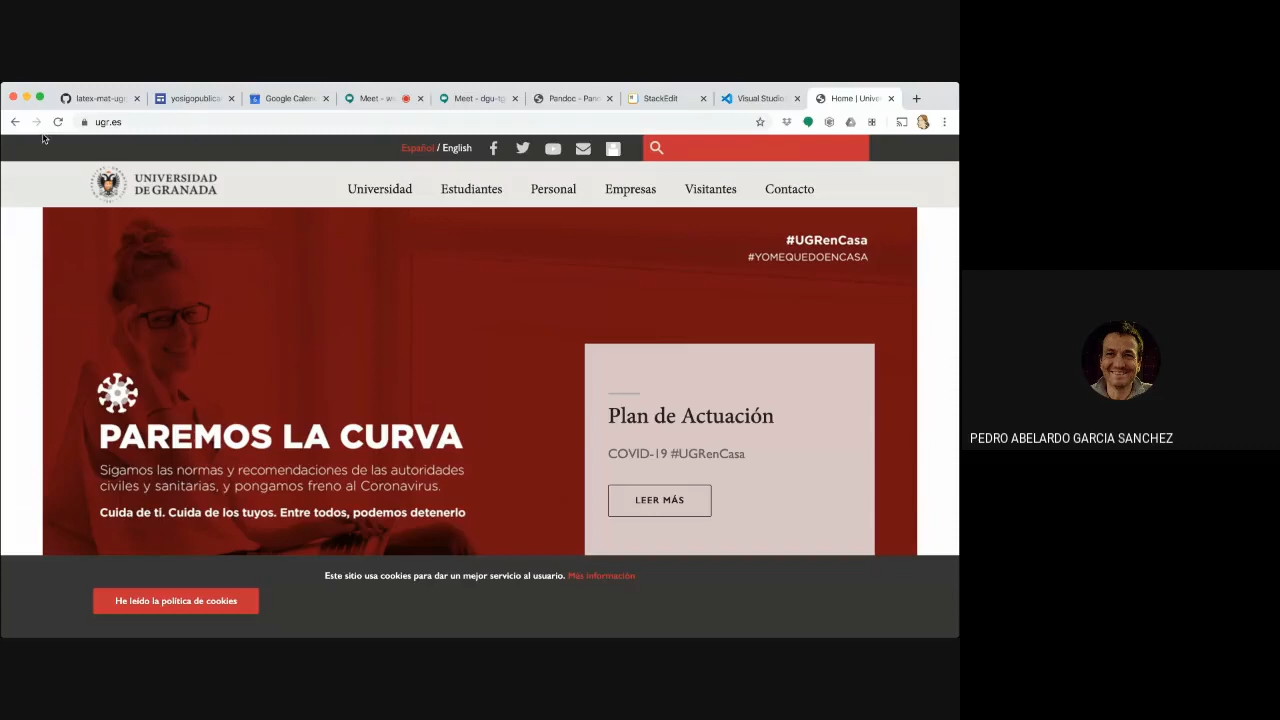 latex-mat-ug
yosigopublica
Google Calen
Meet - w
Meet - dgu-tg
Pandoc - Pan
StackEdit
Visual Studio
Home | Unive
ugr.es
Español / English
UNIVERSIDAD
DE GRANADA
Universidad
Estudiantes
Personal
Empresas
Visitantes
Contacto
#UGRenCasa
#YOMEQUEDOENCASA
PAREMOS LA CURVA
Sigamos las normas y recomendaciones de las autoridades
civiles y sanitarias, y pongamos freno al Coronavirus.
Cuida de ti. Cuida de los tuyos. Entre todos, podemos detenerlo
Plan de Actuación
COVID-19 #UGRenCasa
LEER MÁS
Este sitio usa cookies para dar un mejor servicio al usuario. Más información
He leído la política de cookies
PEDRO ABELARDO GARCIA SANCHEZ